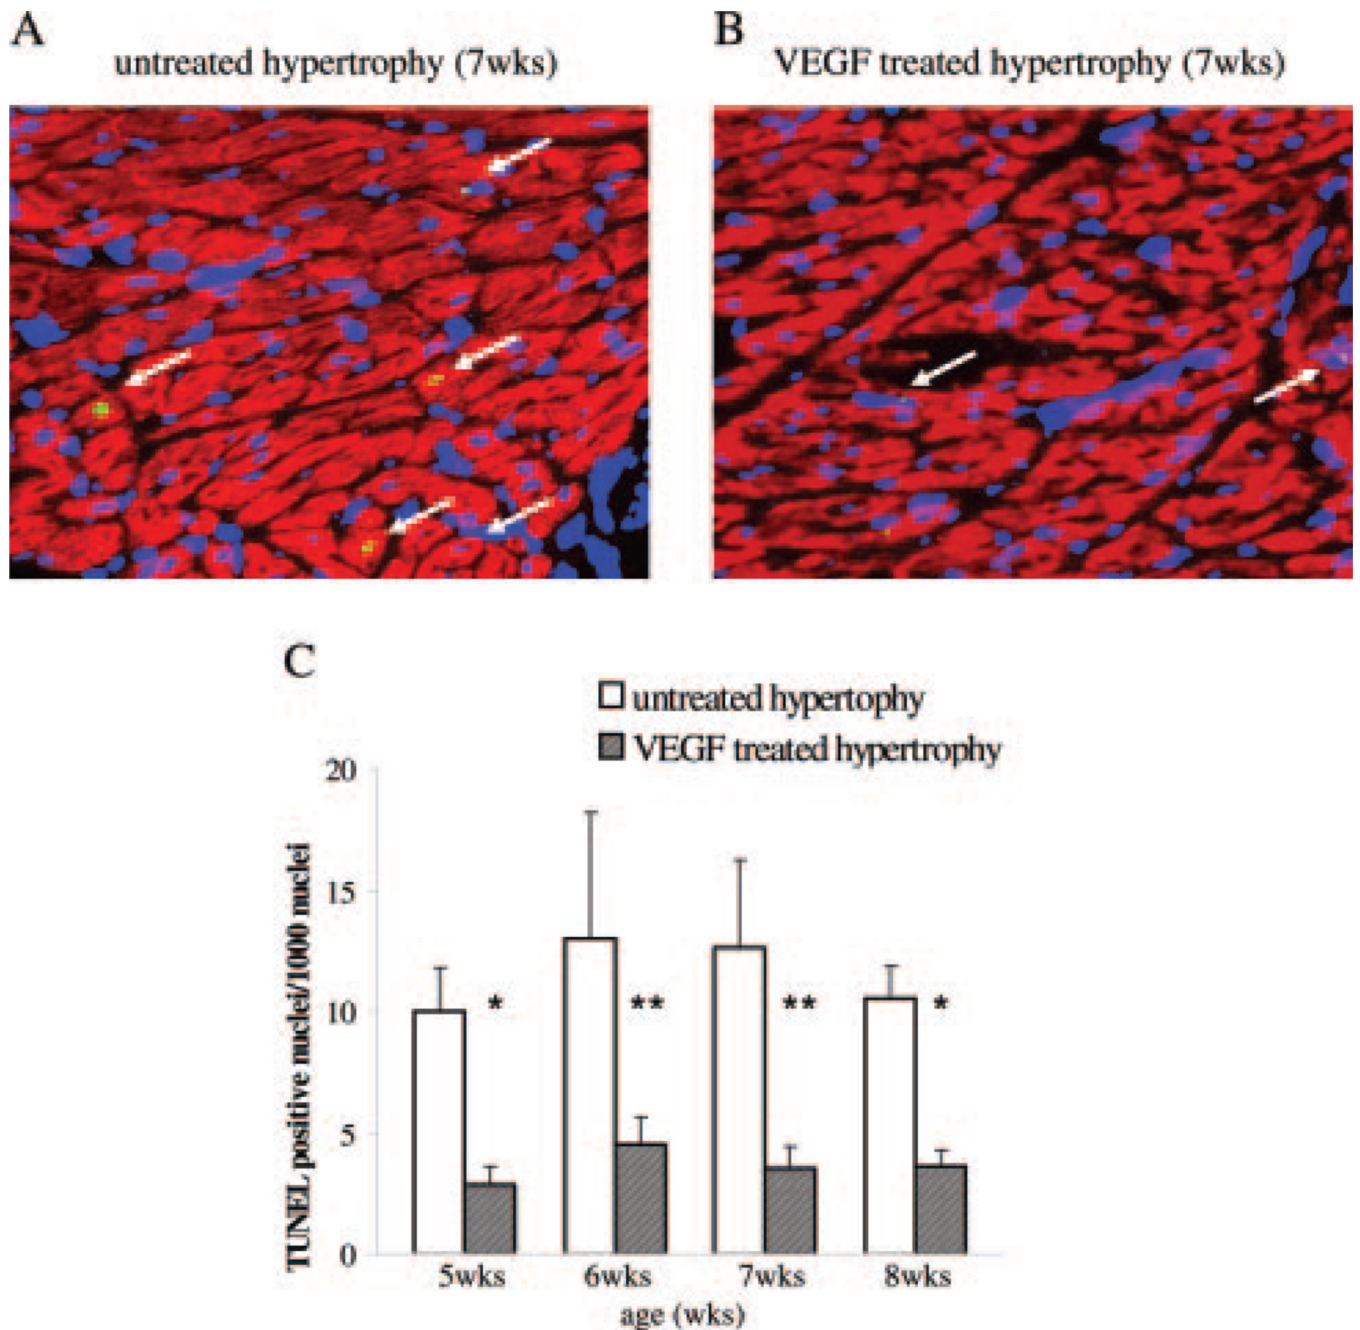 A
untreated hypertrophy (7wks)
B
VEGF treated hypertrophy (7wks)
C
untreated hypertophy
VEGF treated hypertrophy
TUNEL positive nuclei/1000 nuclei
20
15
10
5
0
*
**
**
*
5wks
6wks
7wks
8wks
age (wks)